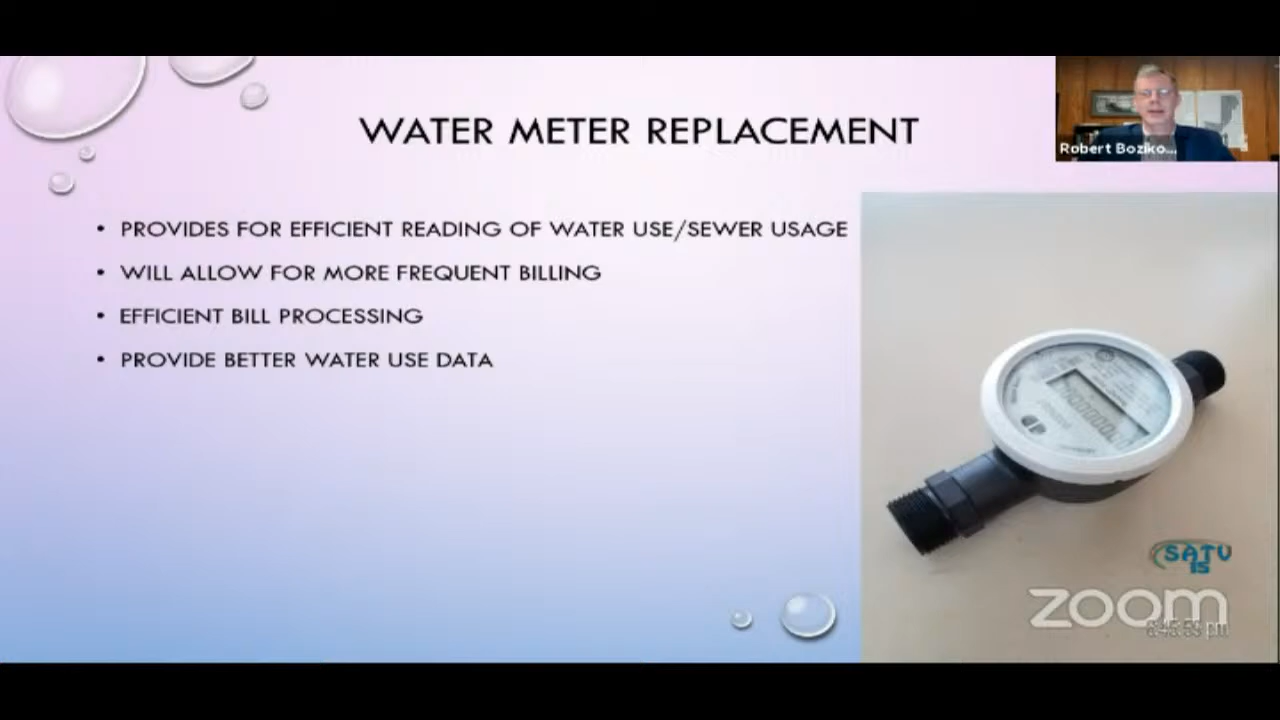 WATER METER REPLACEMENT
Robert Boziko...
• PROVIDES FOR EFFICIENT READING OF WATER USE/SEWER USAGE
• WILL ALLOW FOR MORE FREQUENT BILLING
• EFFICIENT BILL PROCESSING
• PROVIDE BETTER WATER USE DATA
SATV
15
zoom